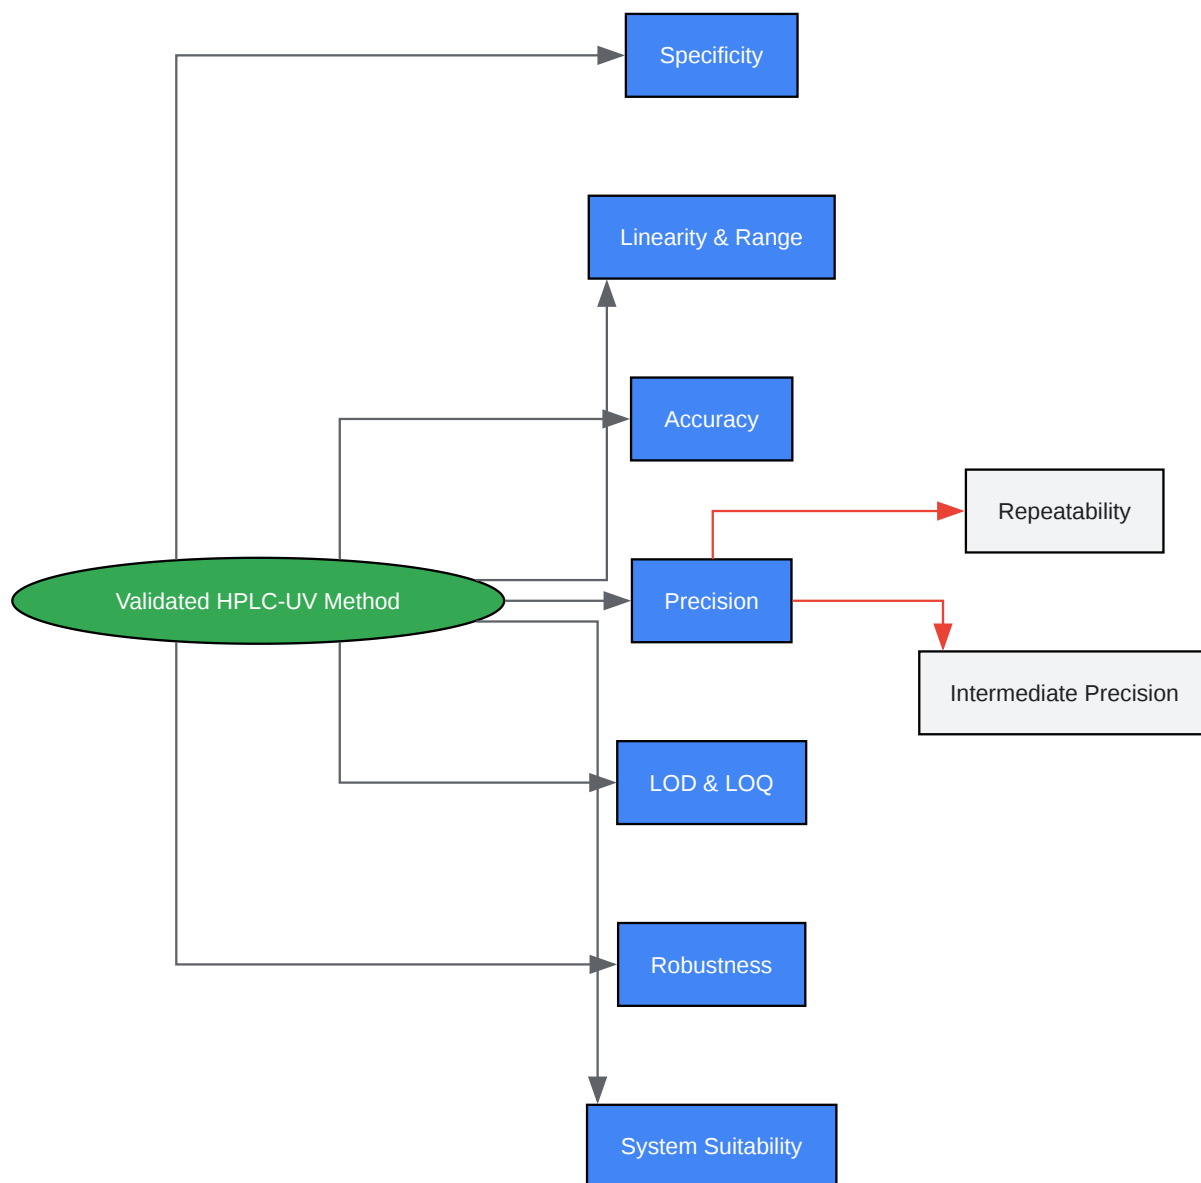 Specificity
Linearity & Range
Accuracy
Repeatability
Validated HPLC-UV Method
Precision
Intermediate Precision
LOD & LOQ
Robustness
System Suitability